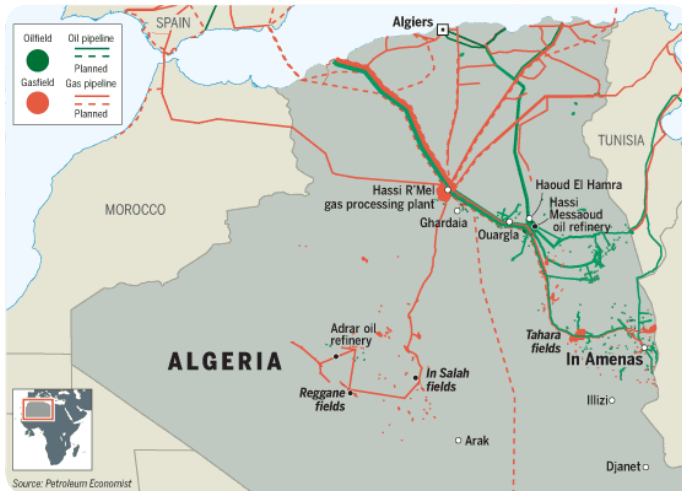 SPAIN
Oilfield
Oil pipeline
Planned
Gasfield
Gas pipeline
Planned
Algiers
TUNISIA
MOROCCO
Hassi R'Mel
gas processing plant
Ghardaia
Ouargla
Haoud El Hamra
Hassi
Messaoud
oil refinery
Adrar oil
refinery
ALGERIA
In Salah
fields
Reggane
fields
Tahara
fields
In Amenas
Illizi
Arak
Djanet
Source: Petroleum Economist